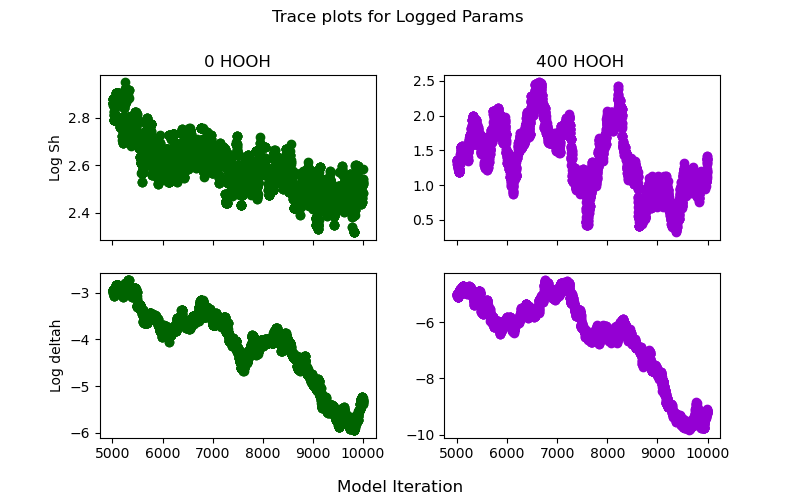 Trace plots for Logged Params
0 HOOH
400 HOOH
Log Sh
2.8
2.6
2.4
2.5
2.0
1.5
1.0
0.5
Log deltah
−3
−4
−5
−6
5000 6000 7000 8000 9000 10000
−6
−8
−10
5000 6000 7000 8000 9000 10000
Model Iteration